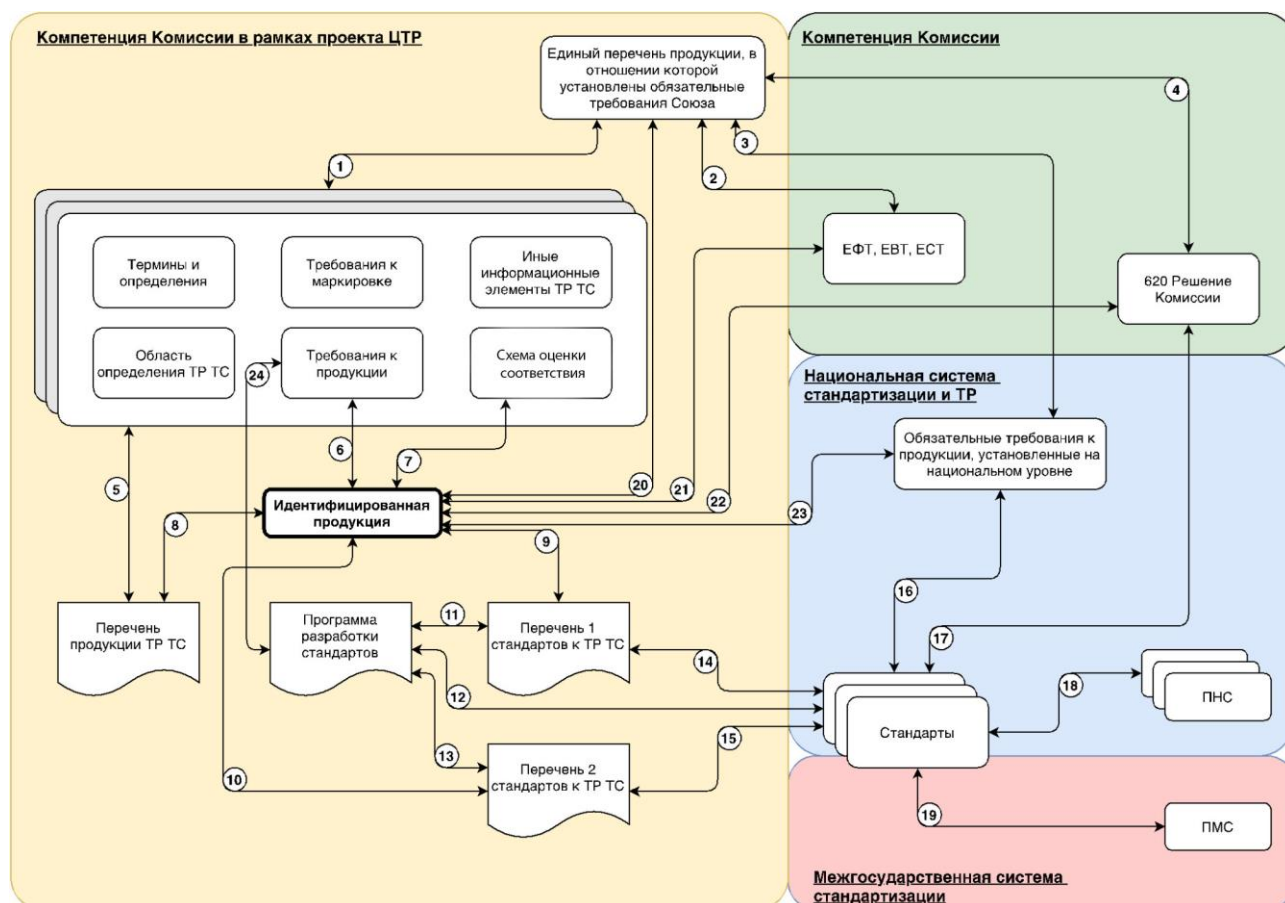 Компетенция Комиссии в рамках проекта ЦТР
Компетенция Комиссии
Единый перечень продукции, в
отношении которой
установлены обязательные
требования Союза
4
3
1
2
Термины и
определения
Требования к
маркировке
Иные
информационные
элементы ТР ТС
ЕФТ, ЕВТ, ЕСТ
620 Решение
Комиссии
Область
определения ТР ТС
24
Требования к
продукции
Схема оценки
соответствия
Национальная система
стандартизации и ТР
Обязательные требования к
продукции, установленные на
национальном уровне
5
6
7
20
21
22
23
Идентифицированная
продукция
8
9
Перечень
продукции ТР ТС
Программа
разработки
стандартов
11
Перечень 1
стандартов к ТР ТС
16
17
14
12
18
ПНС
Стандарты
13
15
10
Перечень 2
стандартов к ТР ТС
19
ПМС
Межгосударственная система
стандартизации